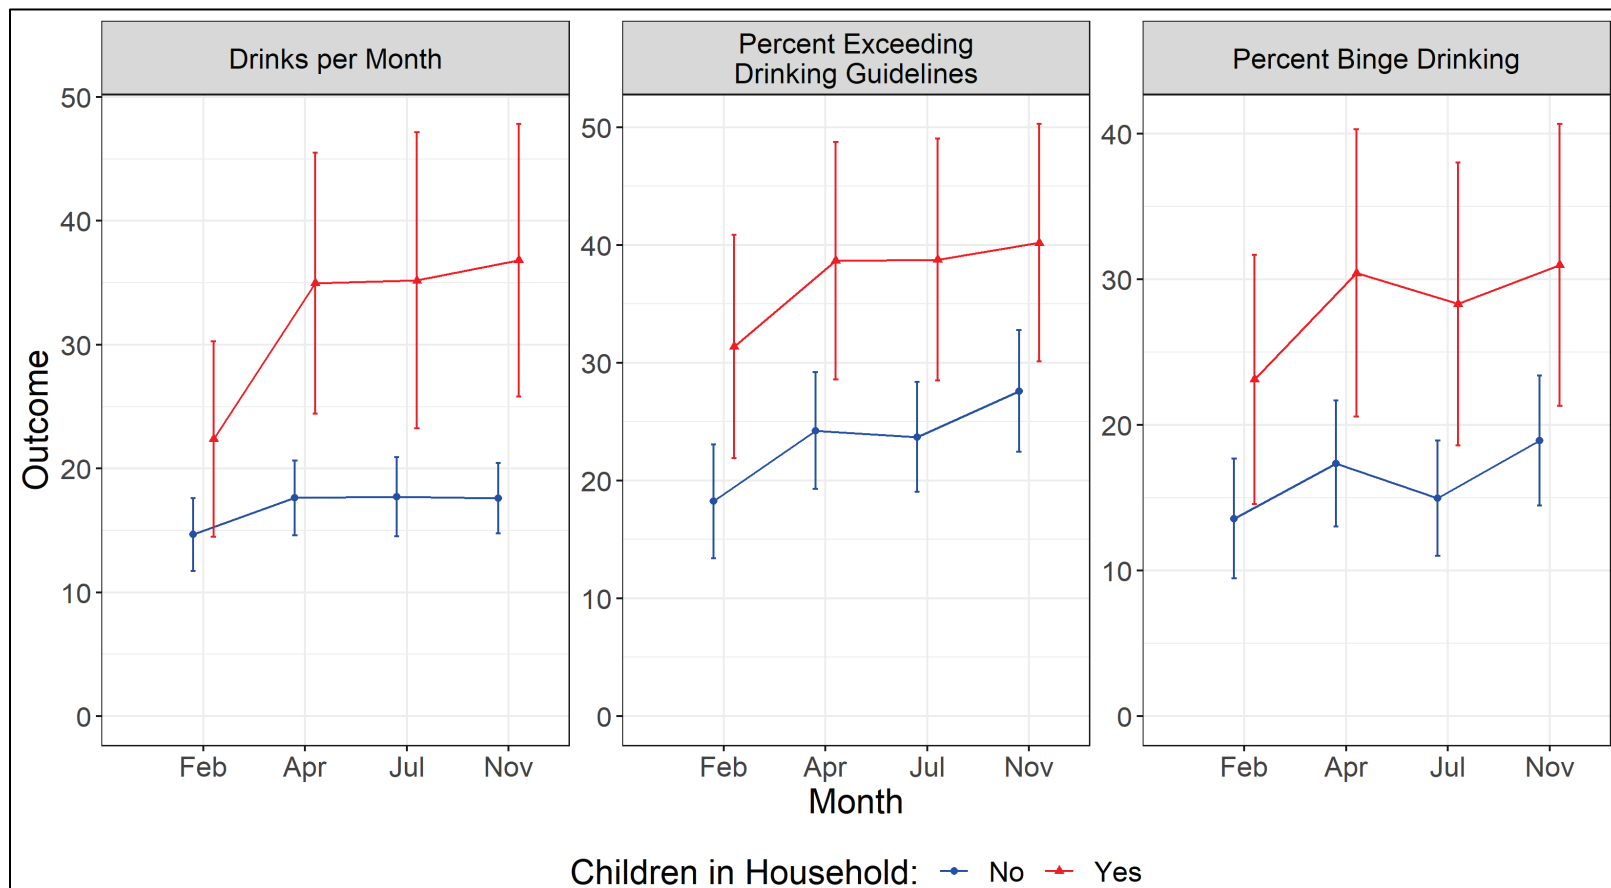 Drinks per Month
Percent Exceeding
Drinking Guidelines
Percent Binge Drinking
Outcome
50
40
30
20
10
0
50
40
30
20
10
0
40
30
20
10
0
Feb Apr Jul Nov
Feb Apr Jul Nov
Feb Apr Jul Nov
Month
Children in Household: No Yes